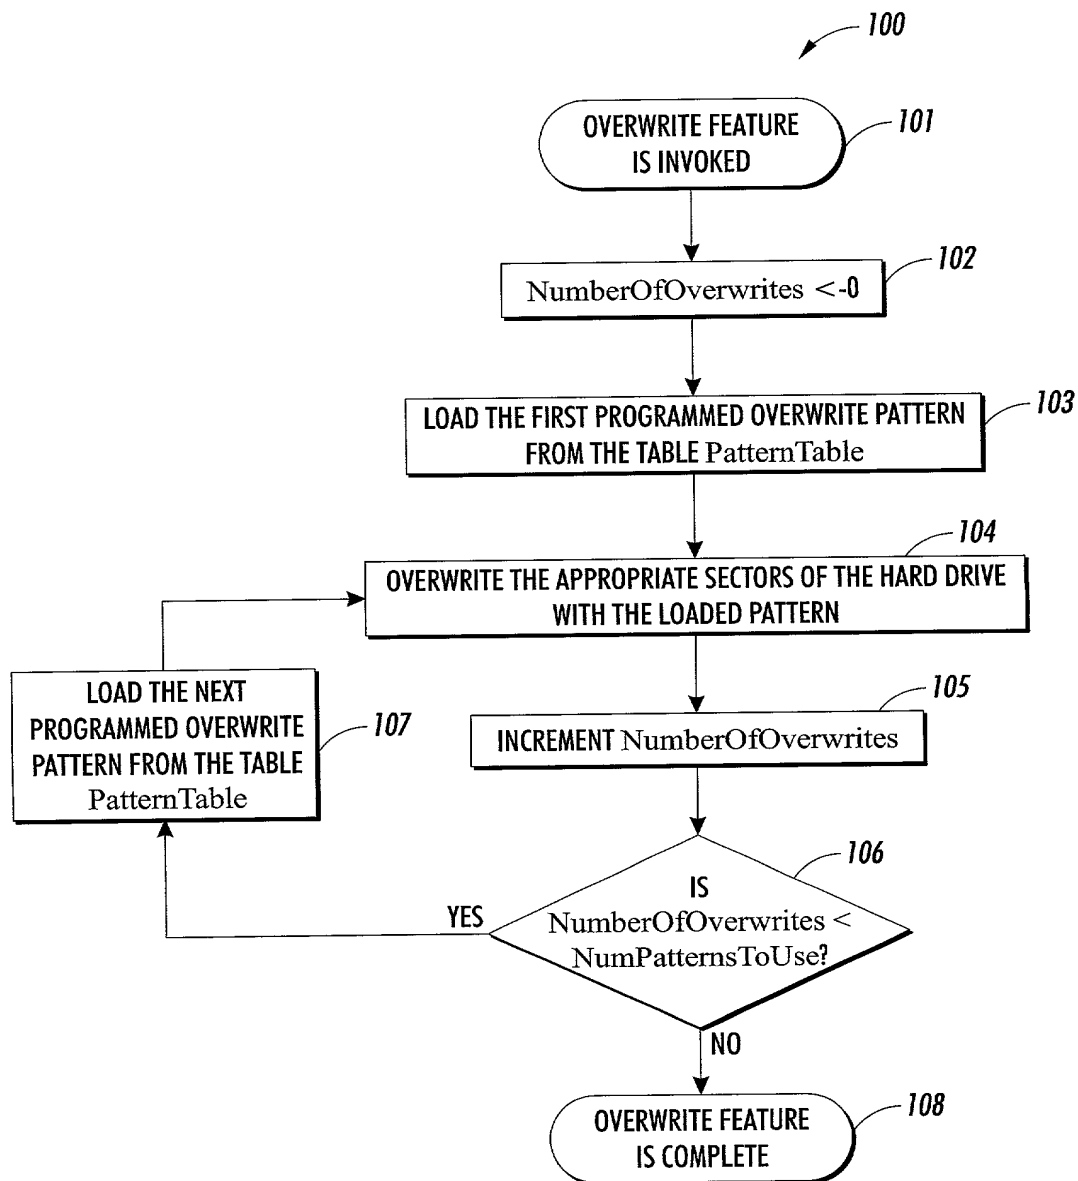 100
OVERWRITE FEATURE
IS INVOKED
101
NumberOfOverwrites <-0
102
LOAD THE FIRST PROGRAMMED OVERWRITE PATTERN
FROM THE TABLE PatternTable
103
104
OVERWRITE THE APPROPRIATE SECTORS OF THE HARD DRIVE
WITH THE LOADED PATTERN
LOAD THE NEXT
PROGRAMMED OVERWRITE
PATTERN FROM THE TABLE
PatternTable
107
105
INCREMENT NumberOfOverwrites
106
IS
NumberOfOverwrites <
NumPatternsToUse?
YES
NO
OVERWRITE FEATURE
IS COMPLETE
108